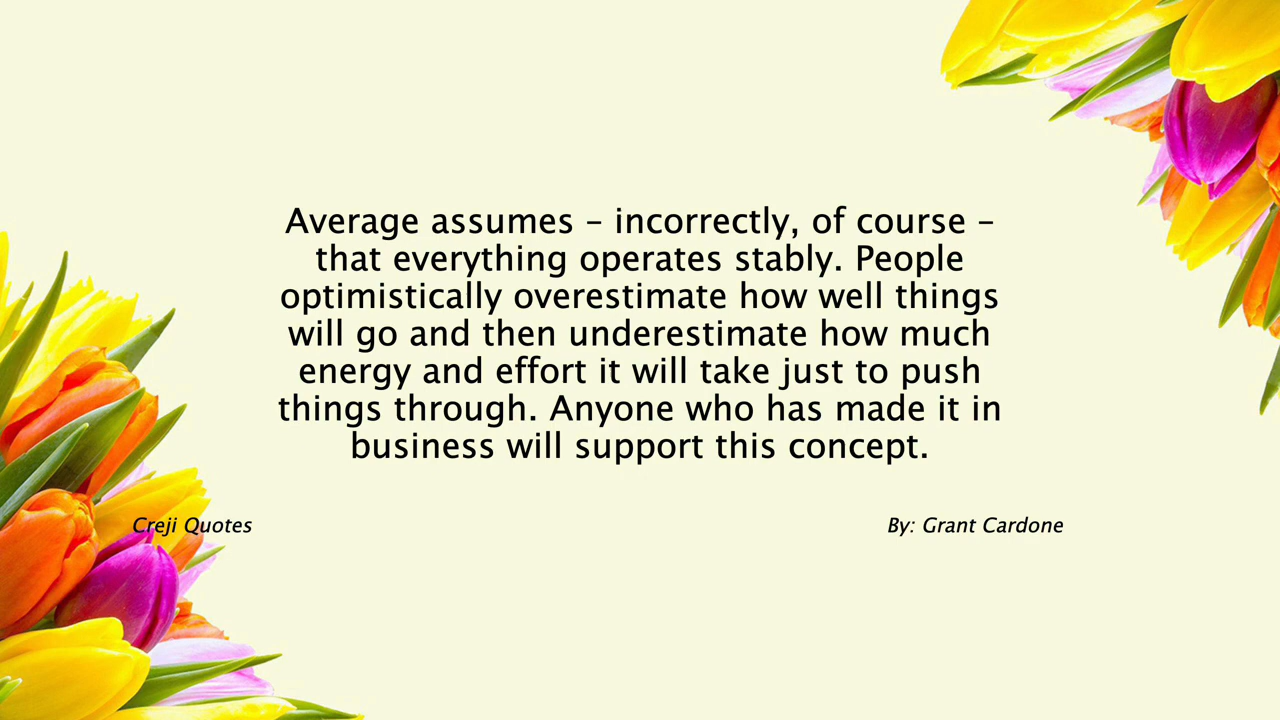 Average assumes – incorrectly, of course –
that everything operates stably. People
optimistically overestimate how well things
will go and then underestimate how much
energy and effort it will take just to push
things through. Anyone who has made it in
business will support this concept.
Creji Quotes
By: Grant Cardone